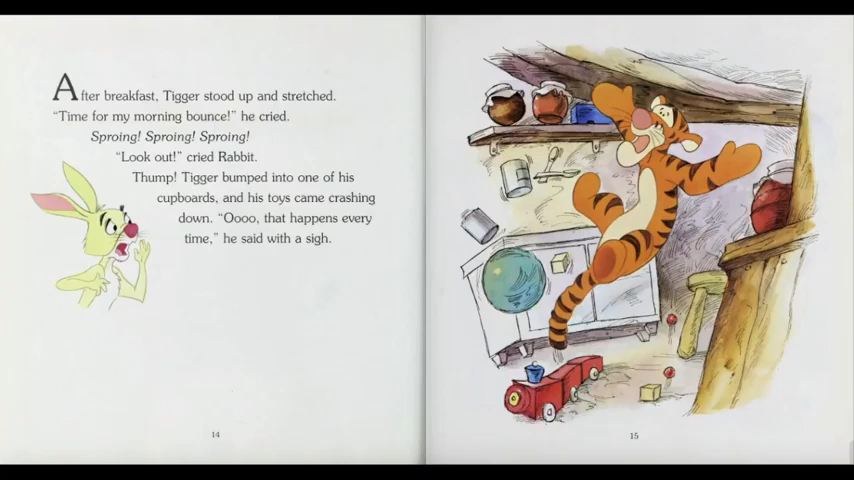 After breakfast, Tigger stood up and stretched.
“Time for my morning bounce!” he cried.
Sproing! Sproing! Sproing!
“Look out!” cried Rabbit.
Thump! Tigger bumped into one of his
cupboards, and his toys came crashing
down. “Oooo, that happens every
time,” he said with a sigh.
14
15